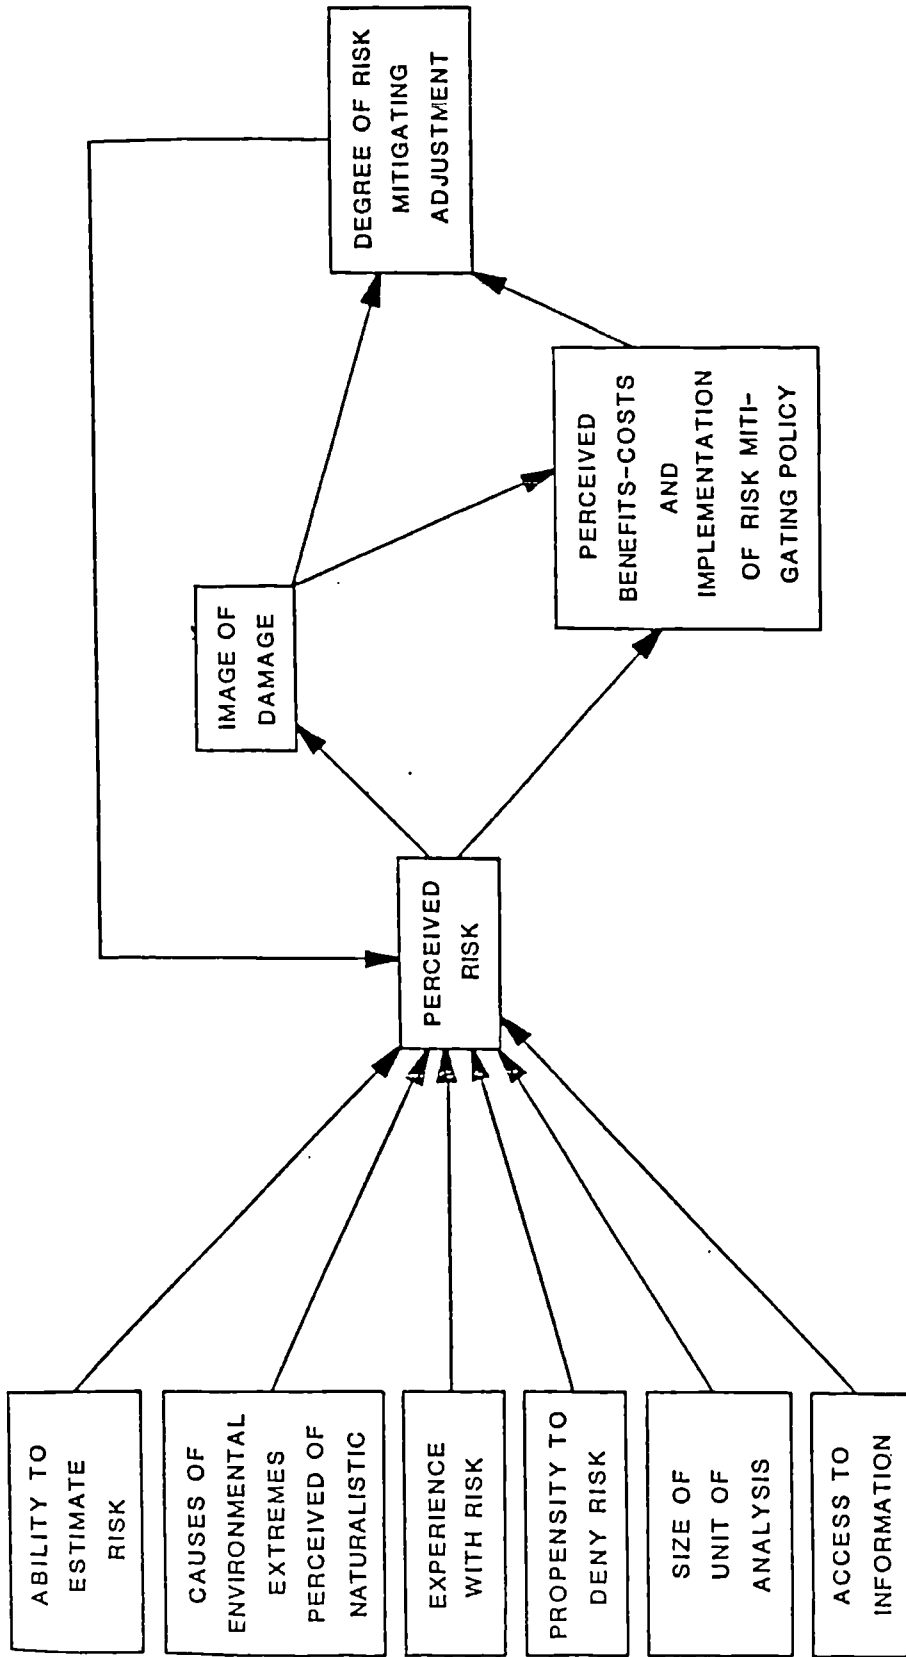 ABILITY TO
ESTIMATE
RISK
CAUSES OF
ENVIRONMENTAL
EXTREMES
PERCEIVED OF
NATURALISTIC
EXPERIENCE
WITH RISK
PROPENSITY TO
DENY RISK
SIZE OF
UNIT OF
ANALYSIS
ACCESS TO
INFORMATION
PERCEIVED
RISK
IMAGE OF
DAMAGE
PERCEIVED
BENEFITS-COSTS
AND
IMPLEMENTATION
OF RISK MITI-
GATING POLICY
DEGREE OF RISK
MITIGATING
ADJUSTMENT